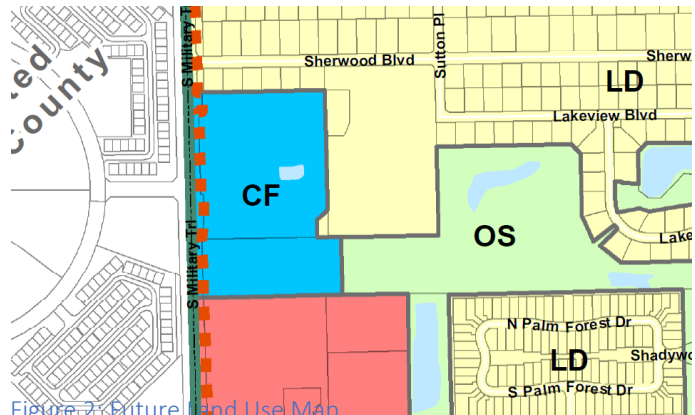 ted
County
S Military T
Sherwood Blvd
Sutton Pl
Sherw
LD
Lakeview Blvd
CF
OS
Lake
S Military Trl
N Palm Forest Dr
LD
Shadywo
S Palm Forest Dr
Figure 2: Future Land Use Map